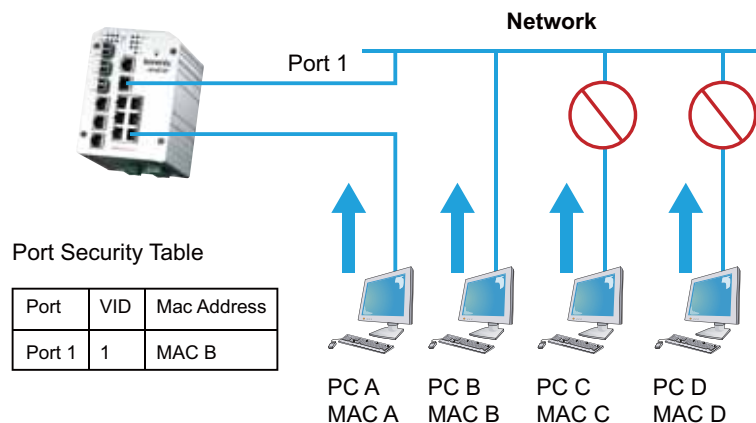 Network
Port 1
Port Security Table
Port VID Mac Address
Port 1 1 MAC B
PC A
MAC A
PC B
MAC B
PC C
MAC C
PC D
MAC D